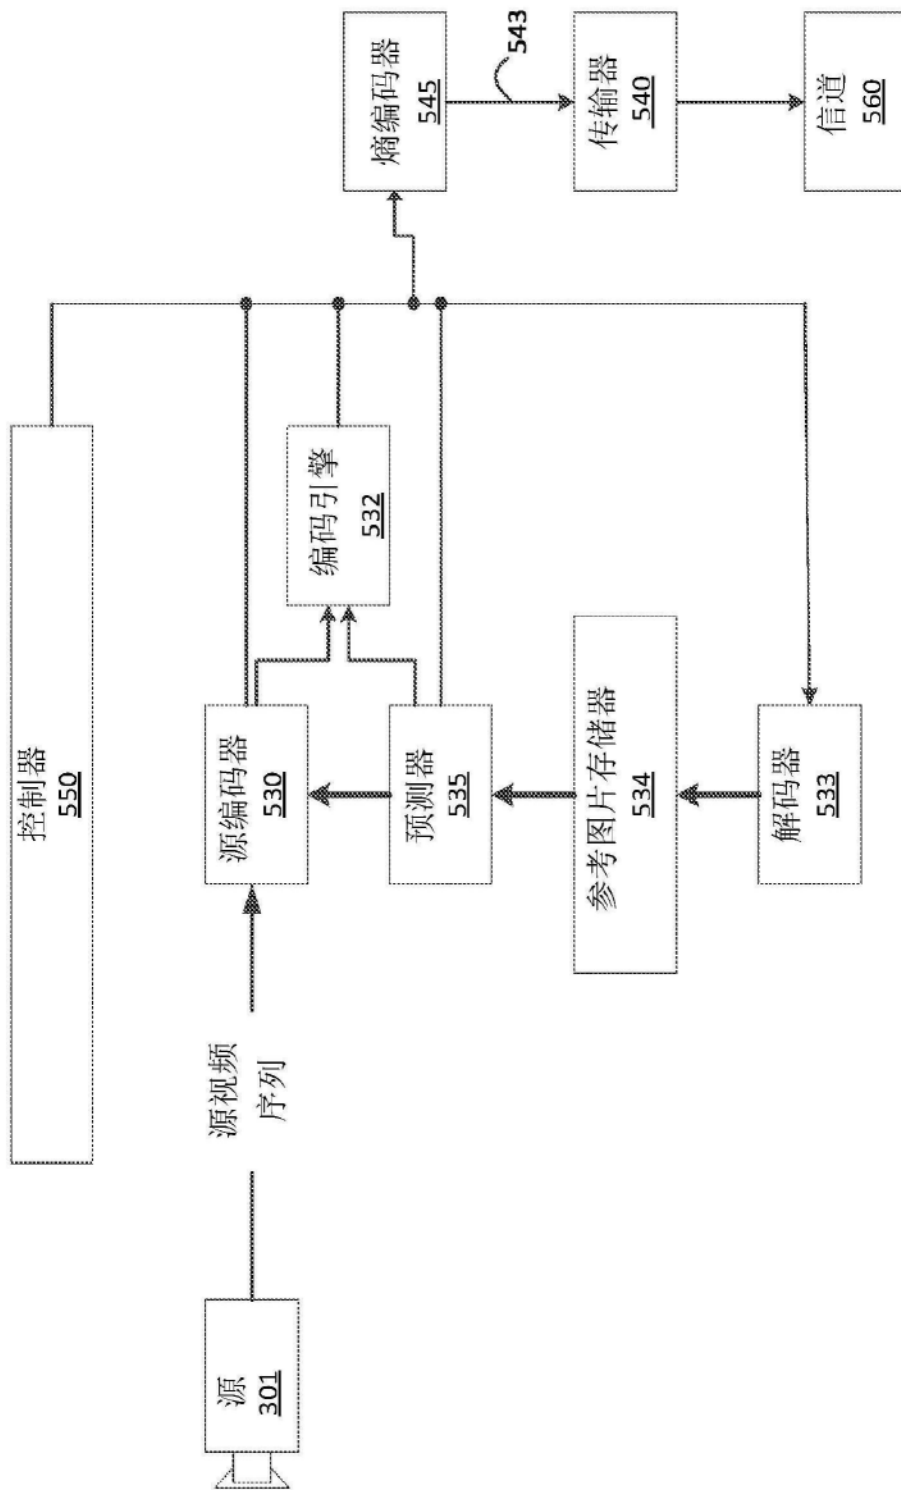 控制器
550
源
301
源视频
序列
源编码器
530
编码引擎
532
预测器
535
参考图片存储器
534
解码器
533
熵编码器
545
543
传输器
540
信道
560